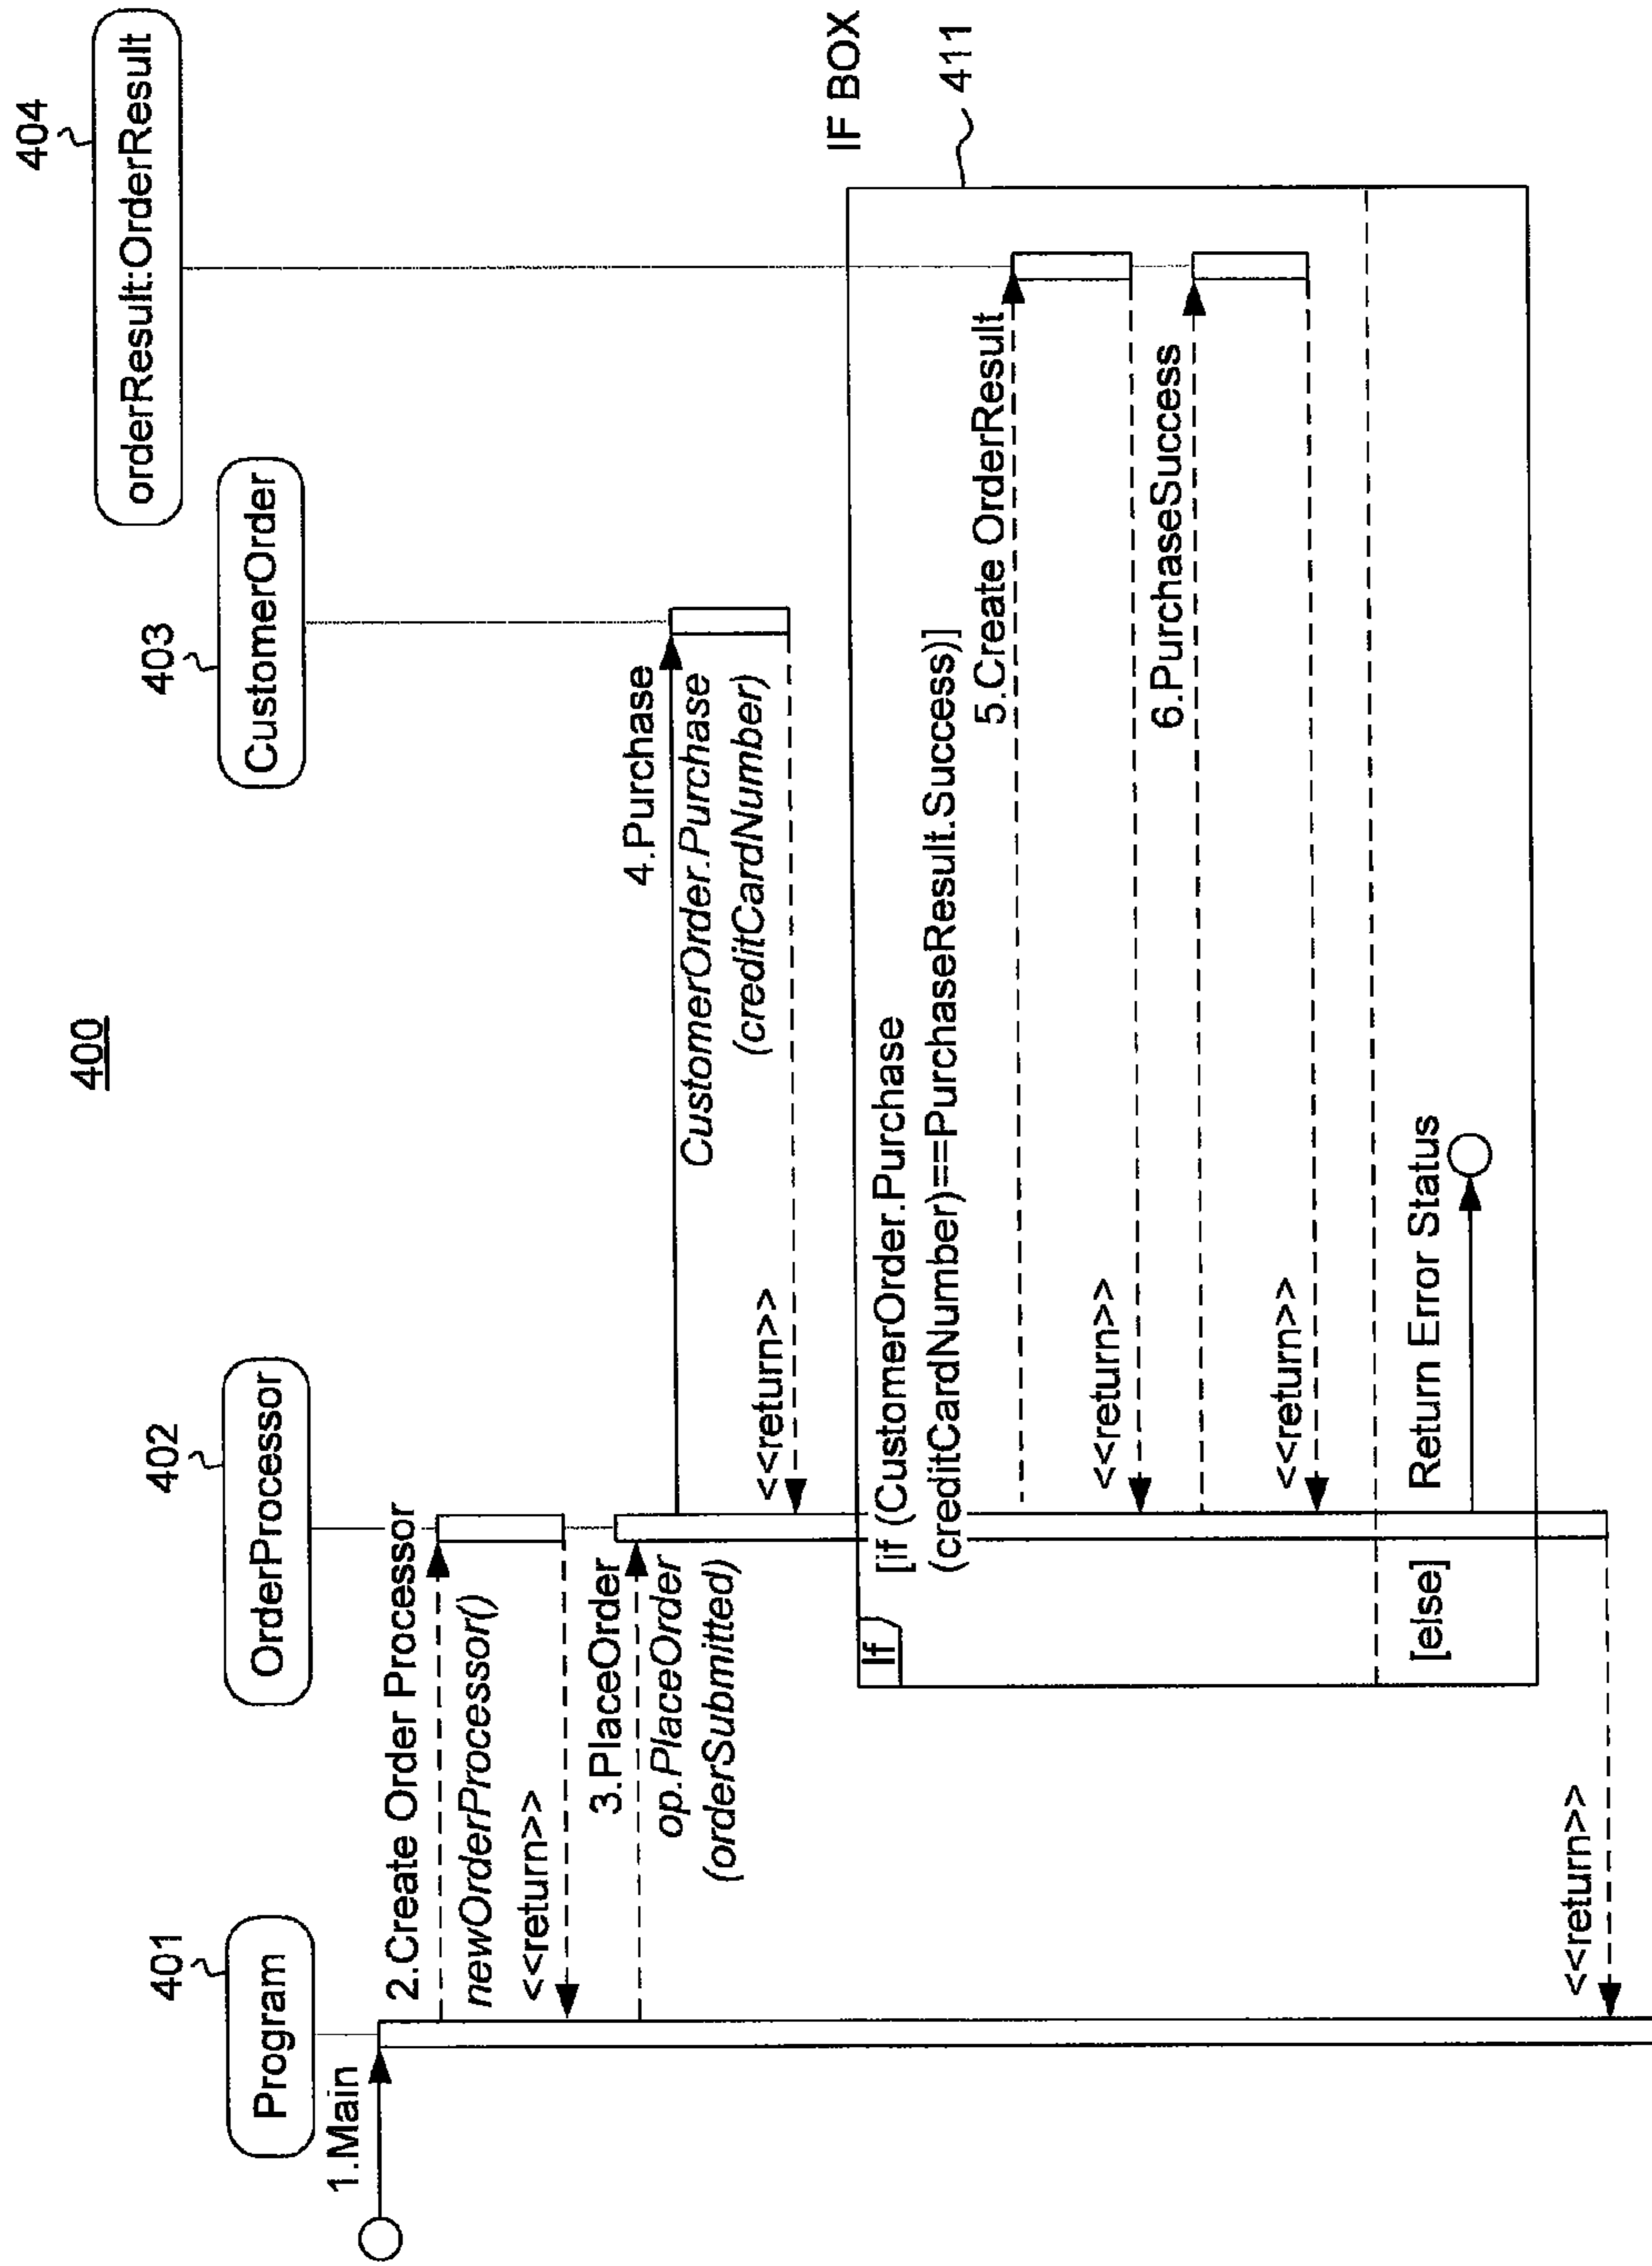 400
401
402
403
404
Program
OrderProcessor
CustomerOrder
orderResult:OrderResult
1.Main
2.Create Order Processor
newOrderProcessor()
<<return>>
3.PlaceOrder
op.PlaceOrder
(orderSubmitted)
4.Purchase
CustomerOrder.Purchase
(creditCardNumber)
<<return>>
IF BOX
411
If
[if (CustomerOrder.Purchase
(creditCardNumber)==PurchaseResult.Success)]
5.Create OrderResult
<<return>>
6.PurchaseSuccess
<<return>>
[else]
Return Error Status
<<return>>